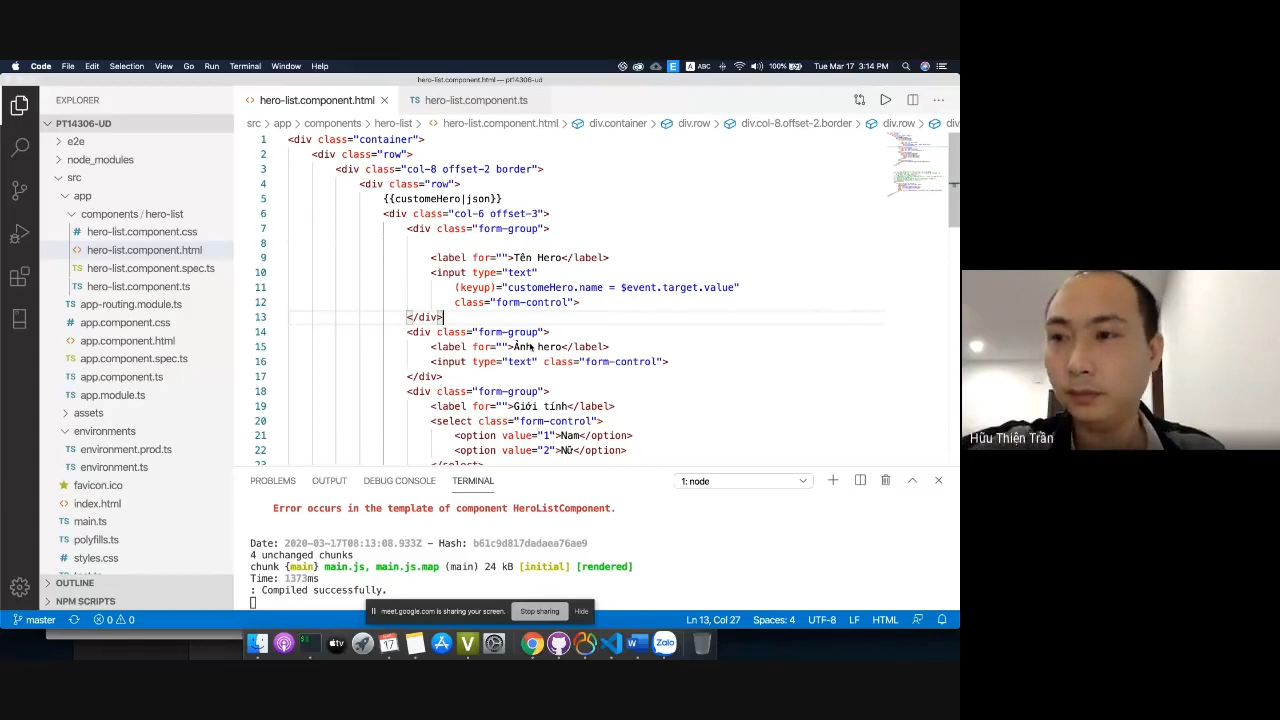 Code File Edit Selection View Go Run Terminal Window Help
E A ABC 100% Tue Mar 17 3:14 PM
hero-list.component.html — pt14306-ud
EXPLORER
PT14306-UD
e2e
node_modules
src
app
components / hero-list
hero-list.component.css
hero-list.component.html
hero-list.component.spec.ts
hero-list.component.ts
app-routing.module.ts
app.component.css
app.component.html
app.component.spec.ts
app.component.ts
app.module.ts
assets
environments
environment.prod.ts
environment.ts
favicon.ico
index.html
main.ts
polyfills.ts
styles.css
OUTLINE
NPM SCRIPTS
hero-list.component.html TS hero-list.component.ts
src app components hero-list hero-list.component.html div.container div.row div.col-8.offset-2.border div.row
1 <div class="container">
2 <div class="row">
3 <div class="col-8 offset-2 border">
4 <div class="row">
5 {{customeHero|json}}
6 <div class="col-6 offset-3">
7 <div class="form-group">
8
9 <label for="">Tên Hero</label>
10 <input type="text"
11 (keyup)="customeHero.name = $event.target.value"
12 class="form-control">
13 </div>
14 <div class="form-group">
15 <label for="">Ảnh hero</label>
16 <input type="text" class="form-control">
17 </div>
18 <div class="form-group">
19 <label for="">Giới tính</label>
20 <select class="form-control">
21 <option value="1">Nam</option>
22 <option value="2">Nữ</option>
23 </select>
PROBLEMS OUTPUT DEBUG CONSOLE TERMINAL 1: node
Error occurs in the template of component HeroListComponent.
Date: 2020-03-17T08:13:08.933Z - Hash: b61c9d817dadaea76ae9
4 unchanged chunks
chunk {main} main.js, main.js.map (main) 24 kB [initial] [rendered]
Time: 1373ms
: Compiled successfully.
meet.google.com is sharing your screen. Stop sharing Hide
master 0 0 Ln 13, Col 27 Spaces: 4 UTF-8 LF HTML
17 V W Zalo
Hữu Thiện Trần